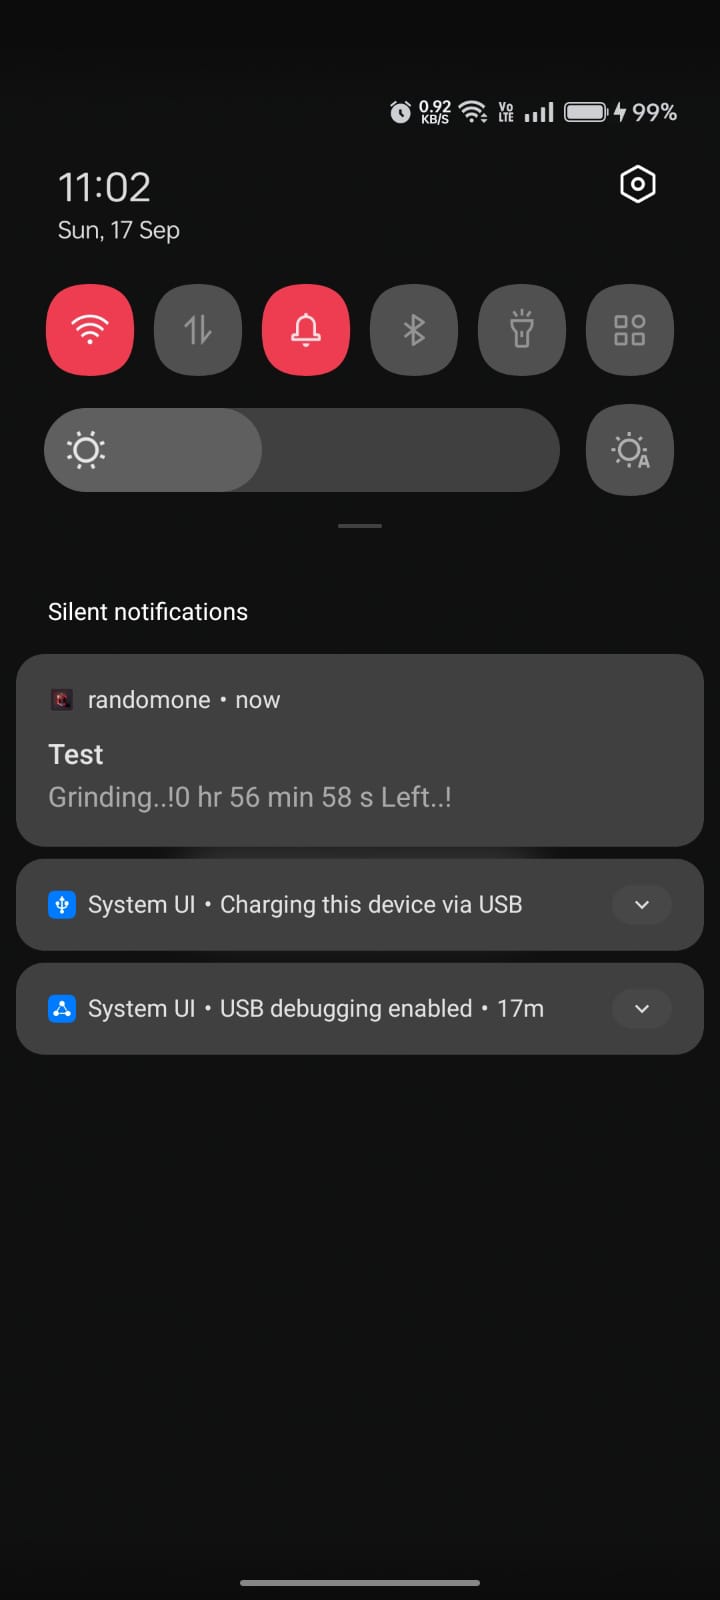 0.92
KB/S
Vo
LTE
99%
11:02
Sun, 17 Sep
A
Silent notifications
randomone • now
Test
Grinding..!0 hr 56 min 58 s Left..!
System UI • Charging this device via USB
System UI • USB debugging enabled • 17m